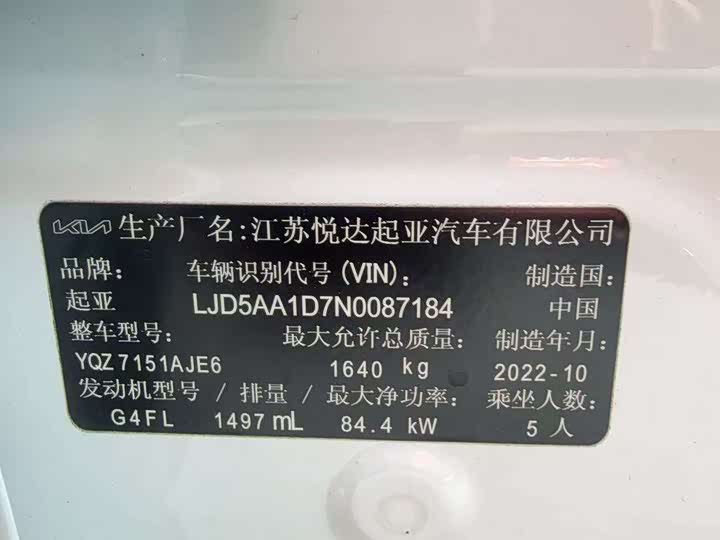 KIA 生产厂名:江苏悦达起亚汽车有限公司
品牌: 车辆识别代号(VIN): 制造国:
起亚 LJD5AA1D7N0087184 中国
整车型号: 最大允许总质量: 制造年月:
YQZ7151AJE6 1640 kg 2022-10
发动机型号 / 排量 / 最大净功率: 乘坐人数:
G4FL 1497 mL 84.4 kW 5 人